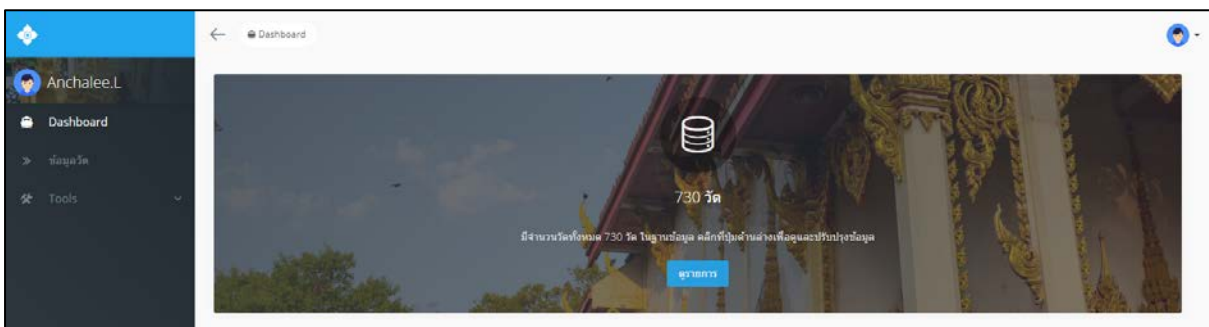 Dashboard
Anchalee.L
Dashboard
ข้อมูลวัด
Tools
730 วัด
มีจำนวนวัดทั้งหมด 730 วัด ในฐานข้อมูล คลิกที่ปุ่มด้านล่างเพื่อดูและปรับปรุงข้อมูล
ดูรายการ